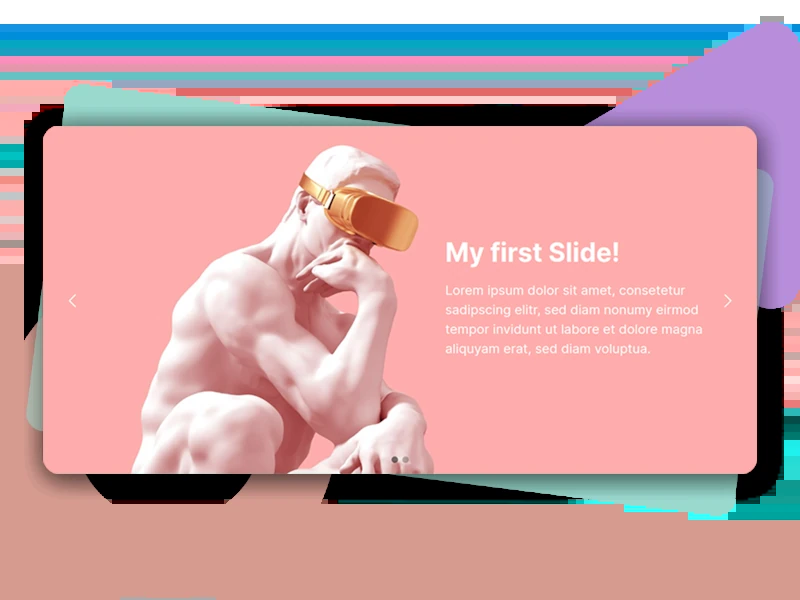 My first Slide!
Lorem ipsum dolor sit amet, consetetur
sadipscing elitr, sed diam nonumy eirmod
tempor invidunt ut labore et dolore magna
aliquyam erat, sed diam voluptua.